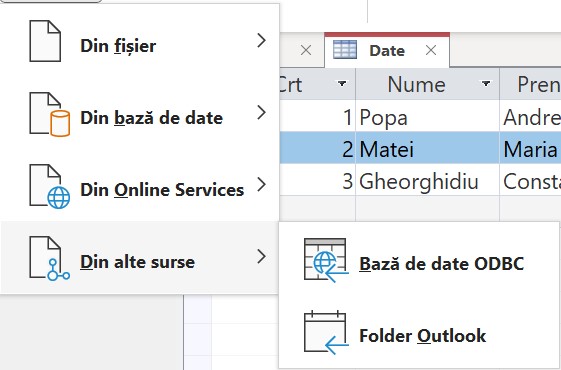 Din fișier
Date
Crt Nume Pren
Din bază de date
1 Popa Andre
2 Matei Maria
3 Gheorghidiu Consta
Din Online Services
Din alte surse
Bază de date ODBC
Folder Outlook